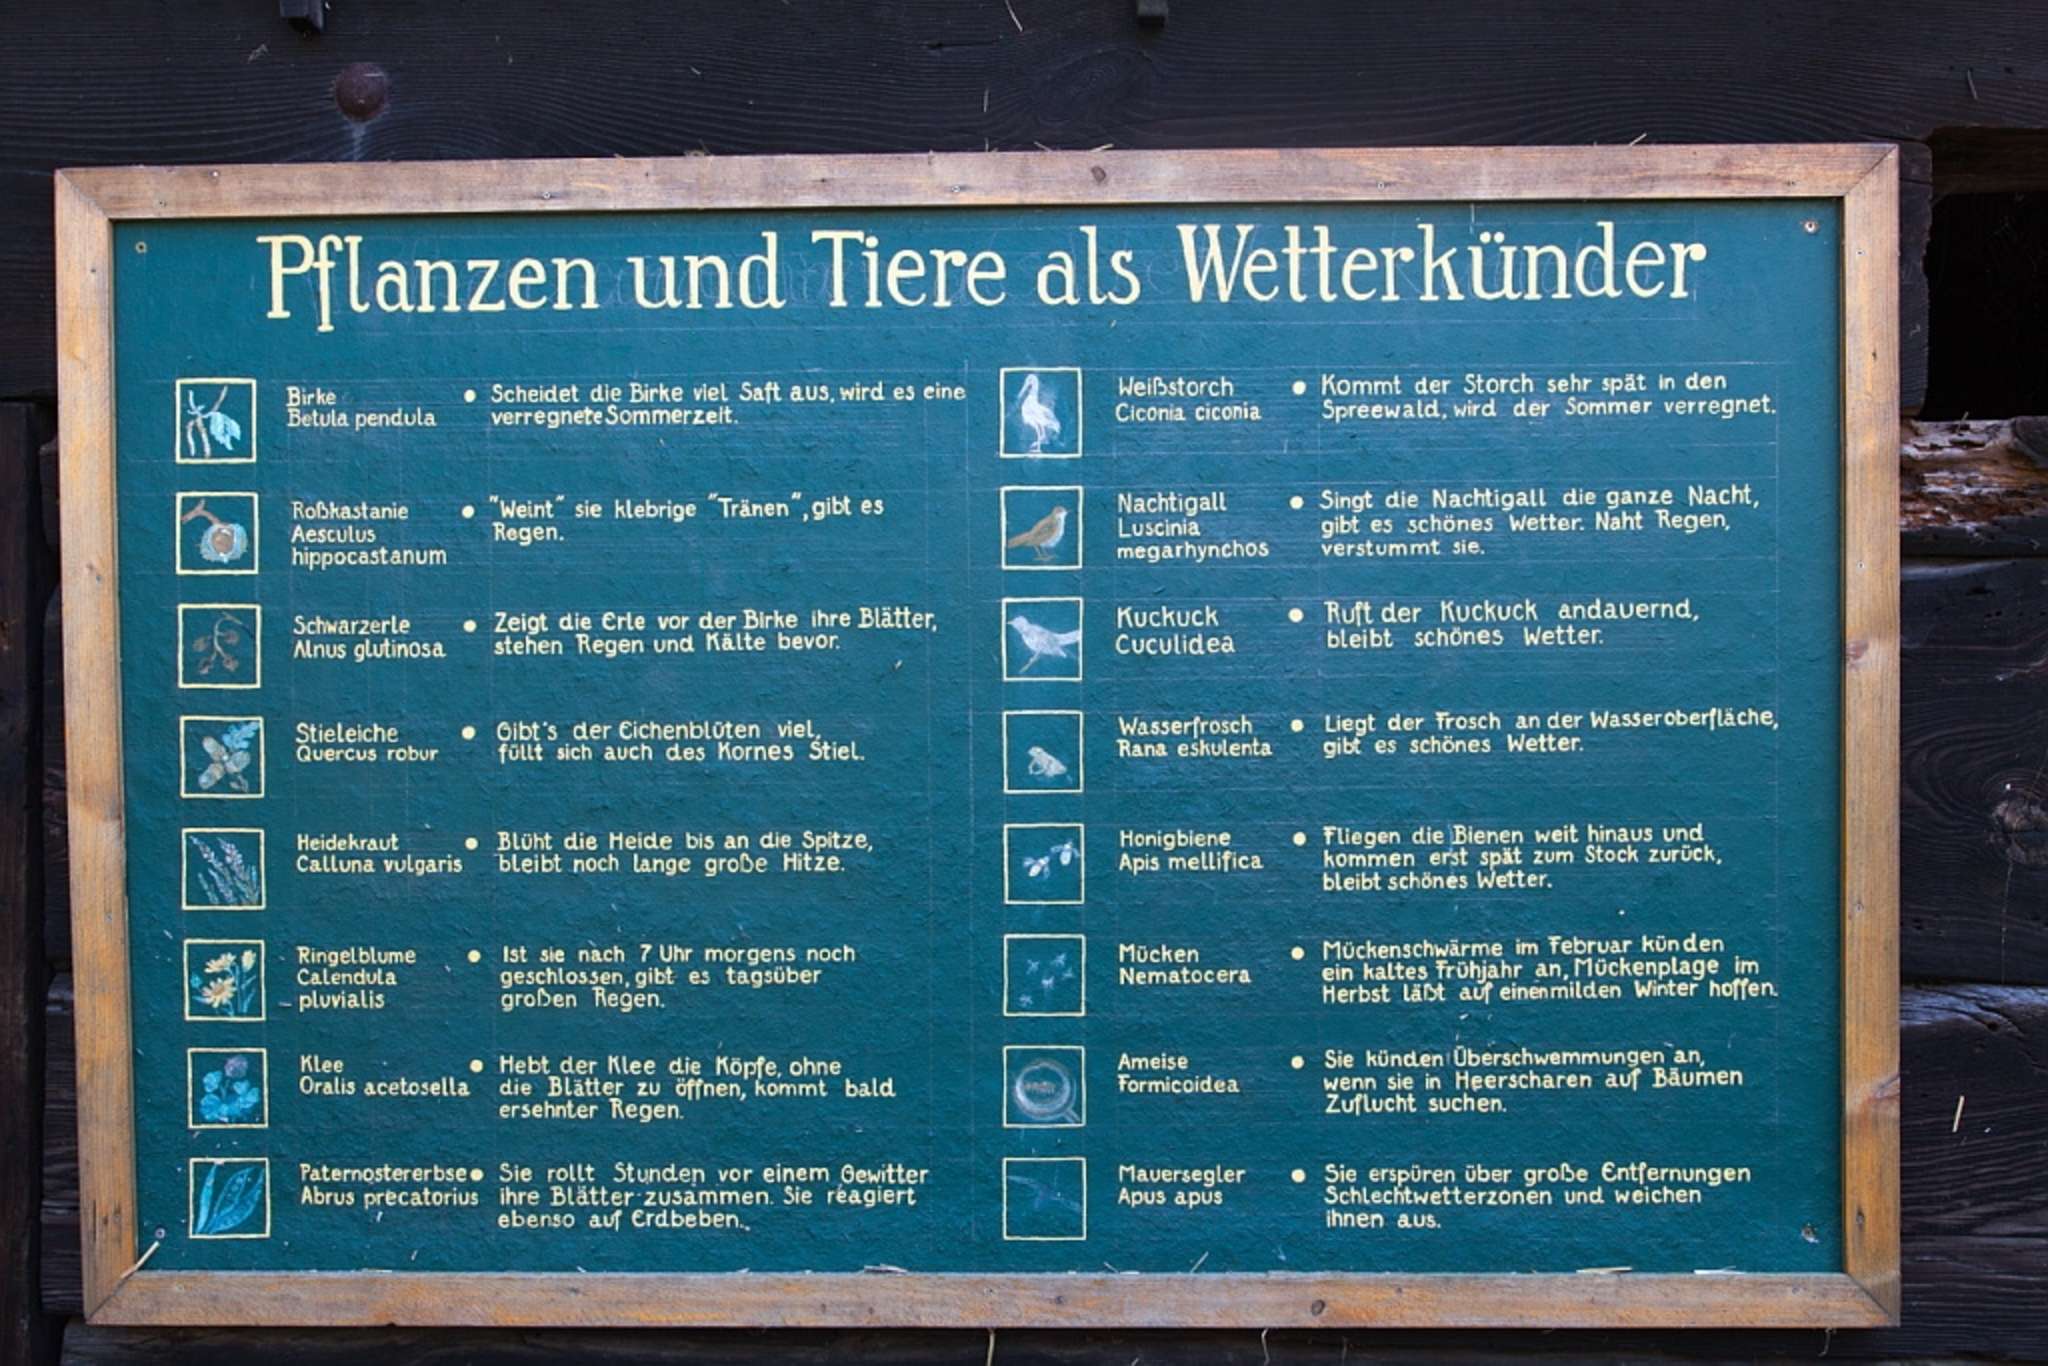 Pflanzen und Tiere als Wetterkünder
Birke
Betula pendula
• Scheidet die Birke viel Saft aus, wird es eine
verregnete Sommerzeit.
Roßkastanie
Aesculus
hippocastanum
• "Weint" sie klebrige "Tränen", gibt es
Regen.
Schwarzerle
Alnus glutinosa
• Zeigt die Erle vor der Birke ihre Blätter,
stehen Regen und Kälte bevor.
Stieleiche
Quercus robur
• Gibt's der Eichenblüten viel,
füllt sich auch des Kornes Stiel.
Heidekraut
Calluna vulgaris
• Blüht die Heide bis an die Spitze,
bleibt noch lange große Hitze.
Ringelblume
Calendula
pluvialis
• Ist sie nach 7 Uhr morgens noch
geschlossen, gibt es tagsüber
großen Regen.
Klee
Oralis acetosella
• Hebt der Klee die Köpfe, ohne
die Blätter zu öffnen, kommt bald
ersehnter Regen.
Paternostererbse
Abrus precatorius
• Sie rollt Stunden vor einem Gewitter
ihre Blätter zusammen. Sie reagiert
ebenso auf Erdbeben.
Weißstorch
Ciconia ciconia
• Kommt der Storch sehr spät in den
Spreewald, wird der Sommer verregnet.
Nachtigall
Luscinia
megarhynchos
• Singt die Nachtigall die ganze Nacht,
gibt es schönes Wetter. Naht Regen,
verstummt sie.
Kuckuck
Cuculidea
• Ruft der Kuckuck andauernd,
bleibt schönes Wetter.
Wasserfrosch
Rana eskulenta
• Liegt der Frosch an der Wasseroberfläche,
gibt es schönes Wetter.
Honigbiene
Apis mellifica
• Fliegen die Bienen weit hinaus und
kommen erst spät zum Stock zurück,
bleibt schönes Wetter.
Mücken
Nematocera
• Mückenschwärme im Februar künden
ein kaltes Frühjahr an, Mückenplage im
Herbst läßt auf einen milden Winter hoffen.
Ameise
Formicoidea
• Sie künden Überschwemmungen an,
wenn sie in Heerscharen auf Bäumen
Zuflucht suchen.
Mauersegler
Apus apus
• Sie erspüren über große Entfernungen
Schlechtwetterzonen und weichen
ihnen aus.